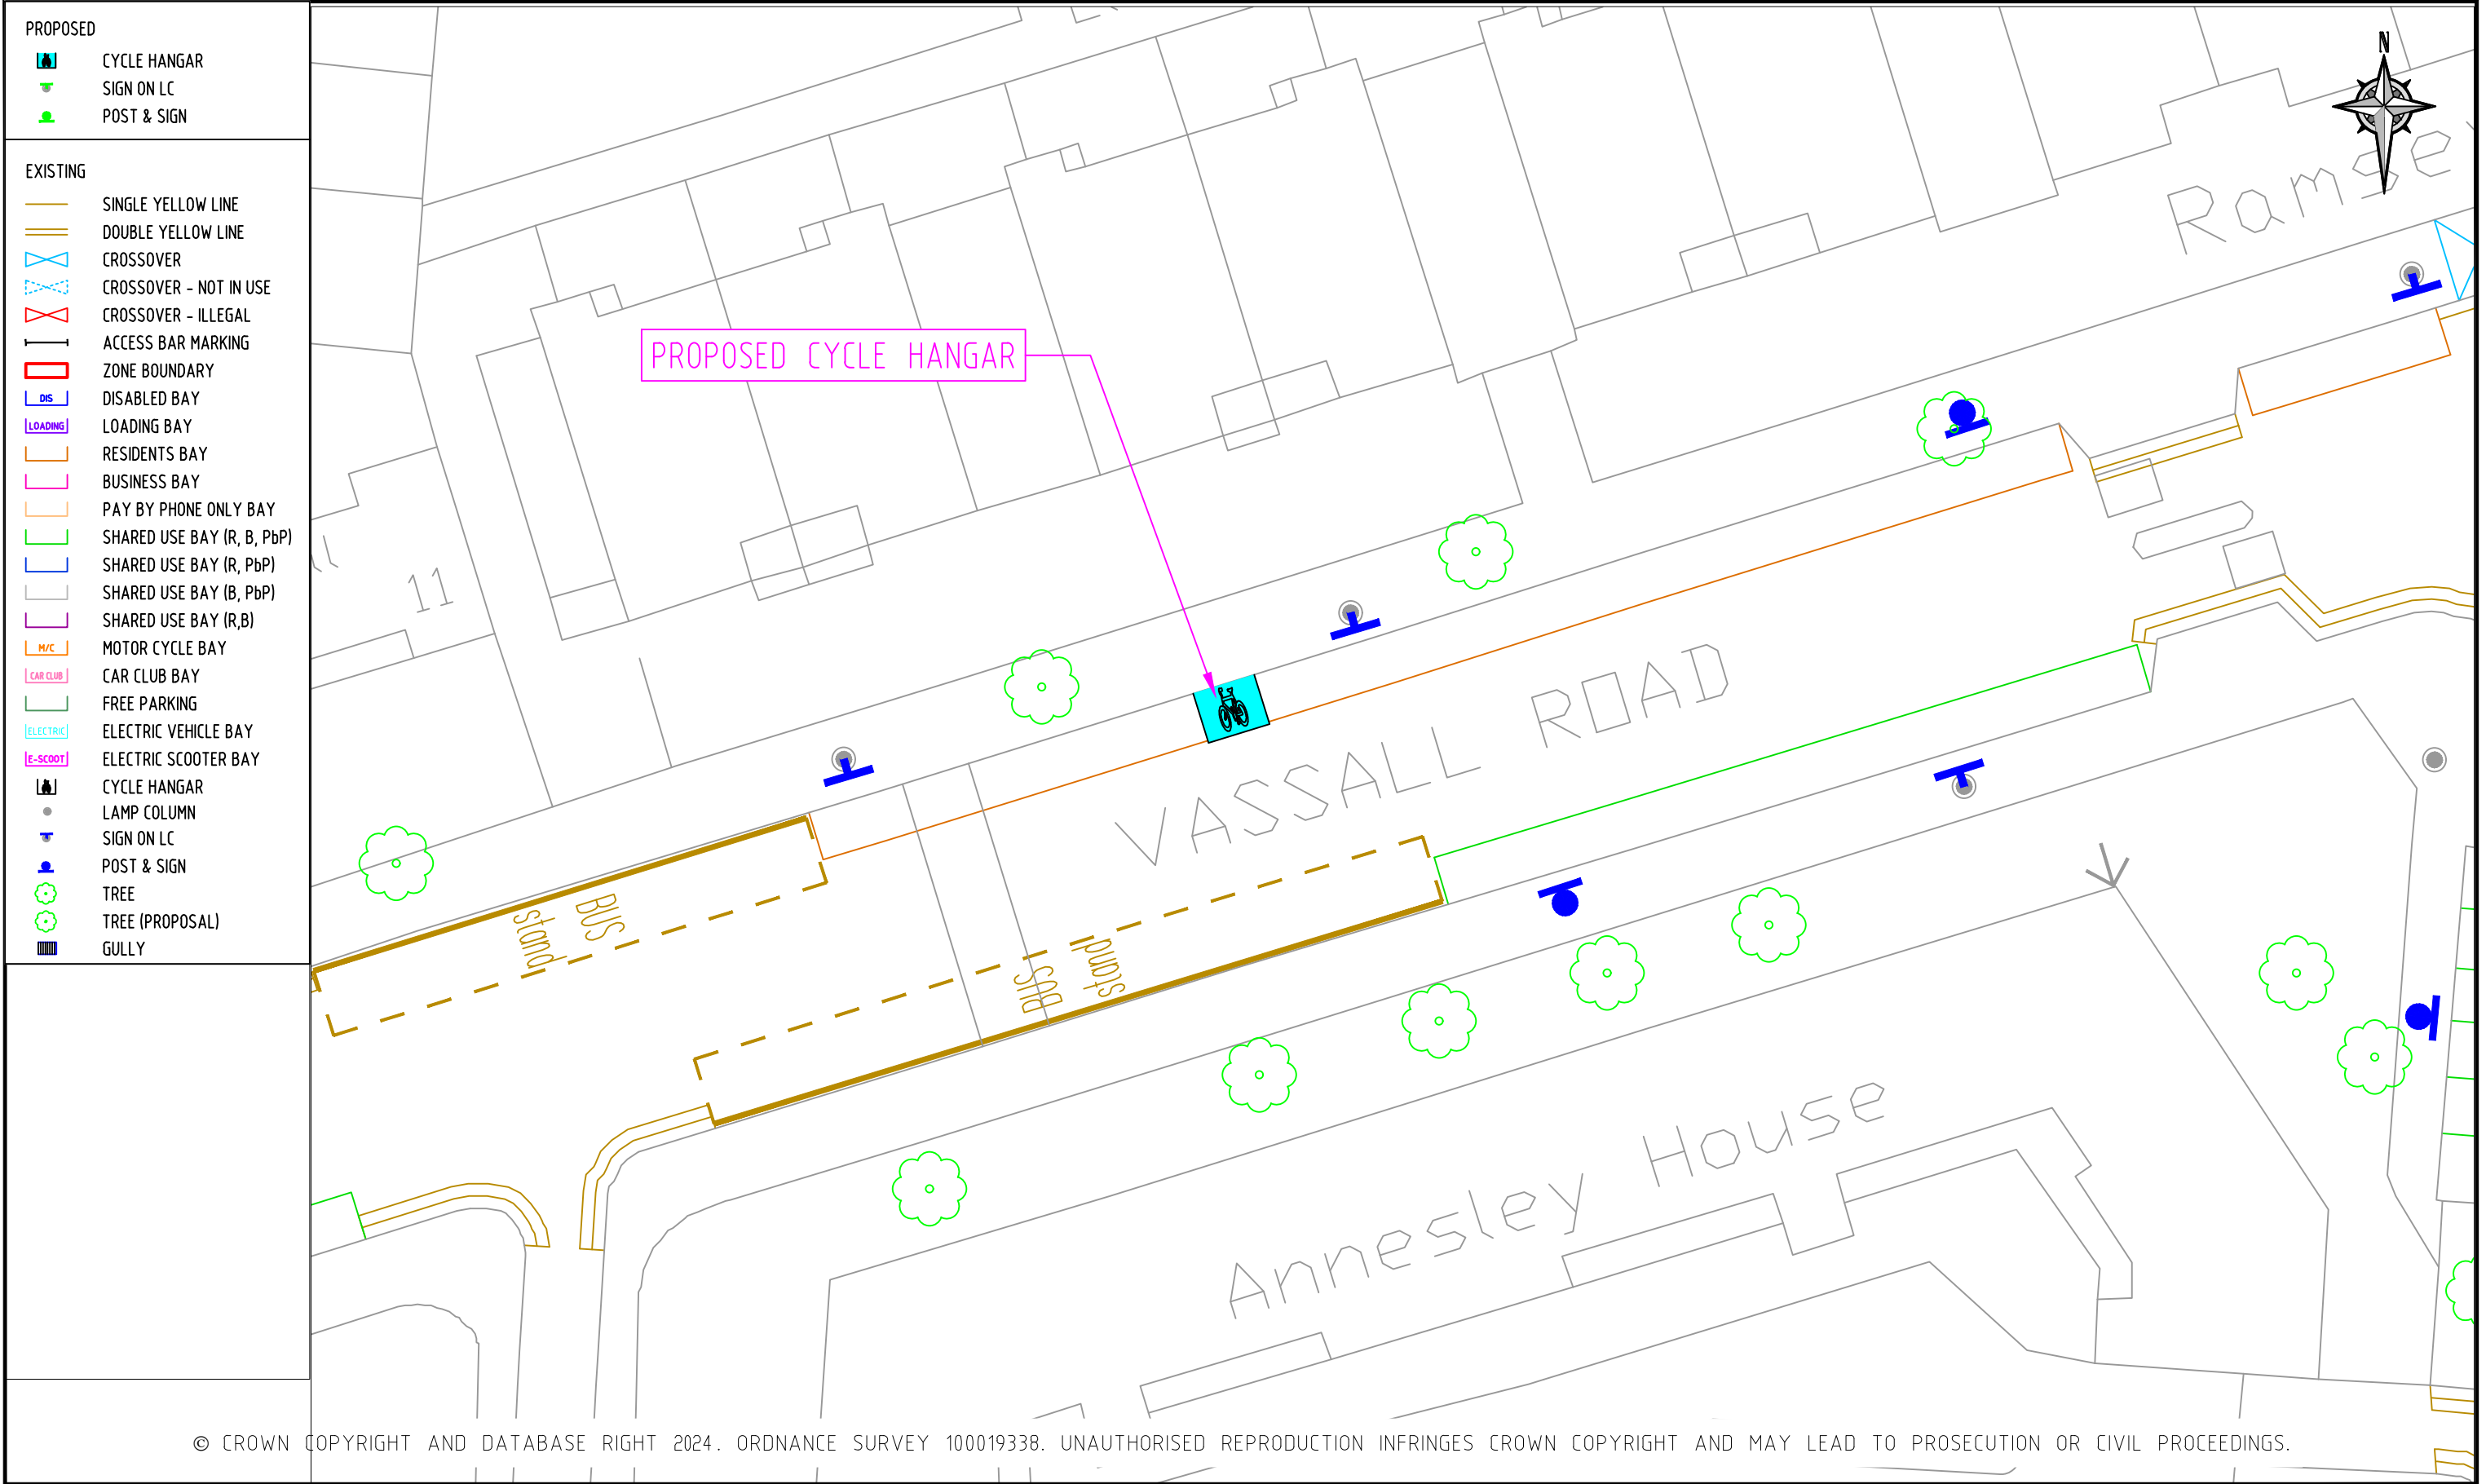 PROPOSED
CYCLE HANGAR
SIGN ON LC
POST & SIGN
EXISTING
SINGLE YELLOW LINE
DOUBLE YELLOW LINE
CROSSOVER
CROSSOVER - NOT IN USE
CROSSOVER - ILLEGAL
ACCESS BAR MARKING
ZONE BOUNDARY
DIS DISABLED BAY
LOADING LOADING BAY
RESIDENTS BAY
BUSINESS BAY
PAY BY PHONE ONLY BAY
SHARED USE BAY (R, B, PbP)
SHARED USE BAY (R, PbP)
SHARED USE BAY (B, PbP)
SHARED USE BAY (R,B)
M/C MOTOR CYCLE BAY
CAR CLUB CAR CLUB BAY
FREE PARKING
ELECTRIC ELECTRIC VEHICLE BAY
E-SCOOT ELECTRIC SCOOTER BAY
CYCLE HANGAR
LAMP COLUMN
SIGN ON LC
POST & SIGN
TREE
TREE (PROPOSAL)
GULLY
N
Romse
PROPOSED CYCLE HANGAR
11
VASSALL ROAD
BUS
stand
BUS
stand
Annesley House
© CROWN COPYRIGHT AND DATABASE RIGHT 2024. ORDNANCE SURVEY 100019338. UNAUTHORISED REPRODUCTION INFRINGES CROWN COPYRIGHT AND MAY LEAD TO PROSECUTION OR CIVIL PROCEEDINGS.